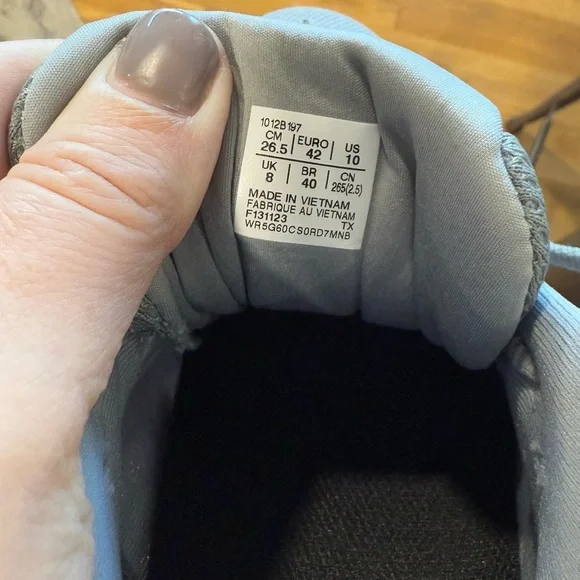 1012B197
CM EURO US
26.5 42 10
UK BR CN
8 40 265(2.5)
MADE IN VIETNAM
FABRIQUE AU VIETNAM
F131123 TX
WR5G60CS0RD7MNB